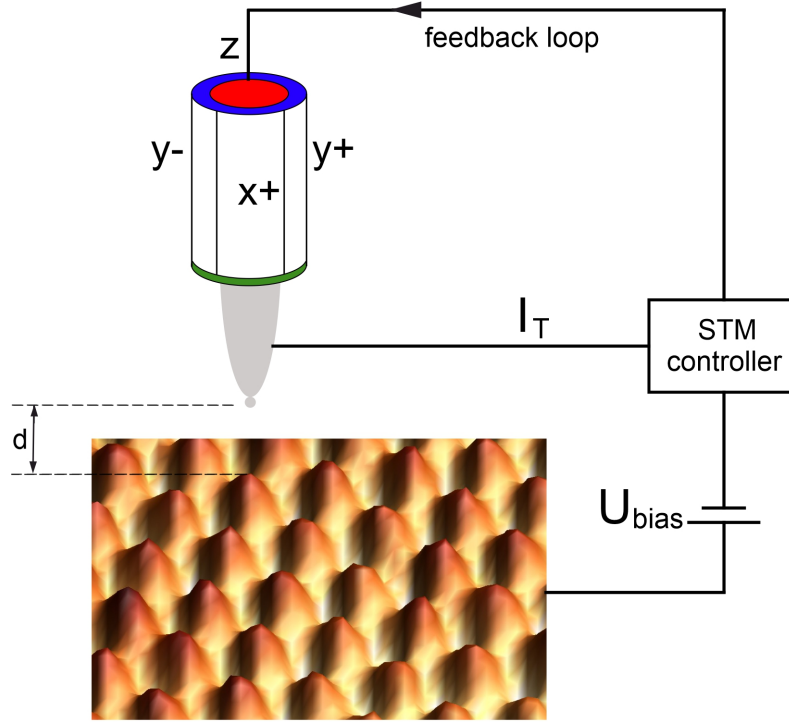 feedback loop
z
y-
y+
x+
I_T
STM
controller
d
U_bias